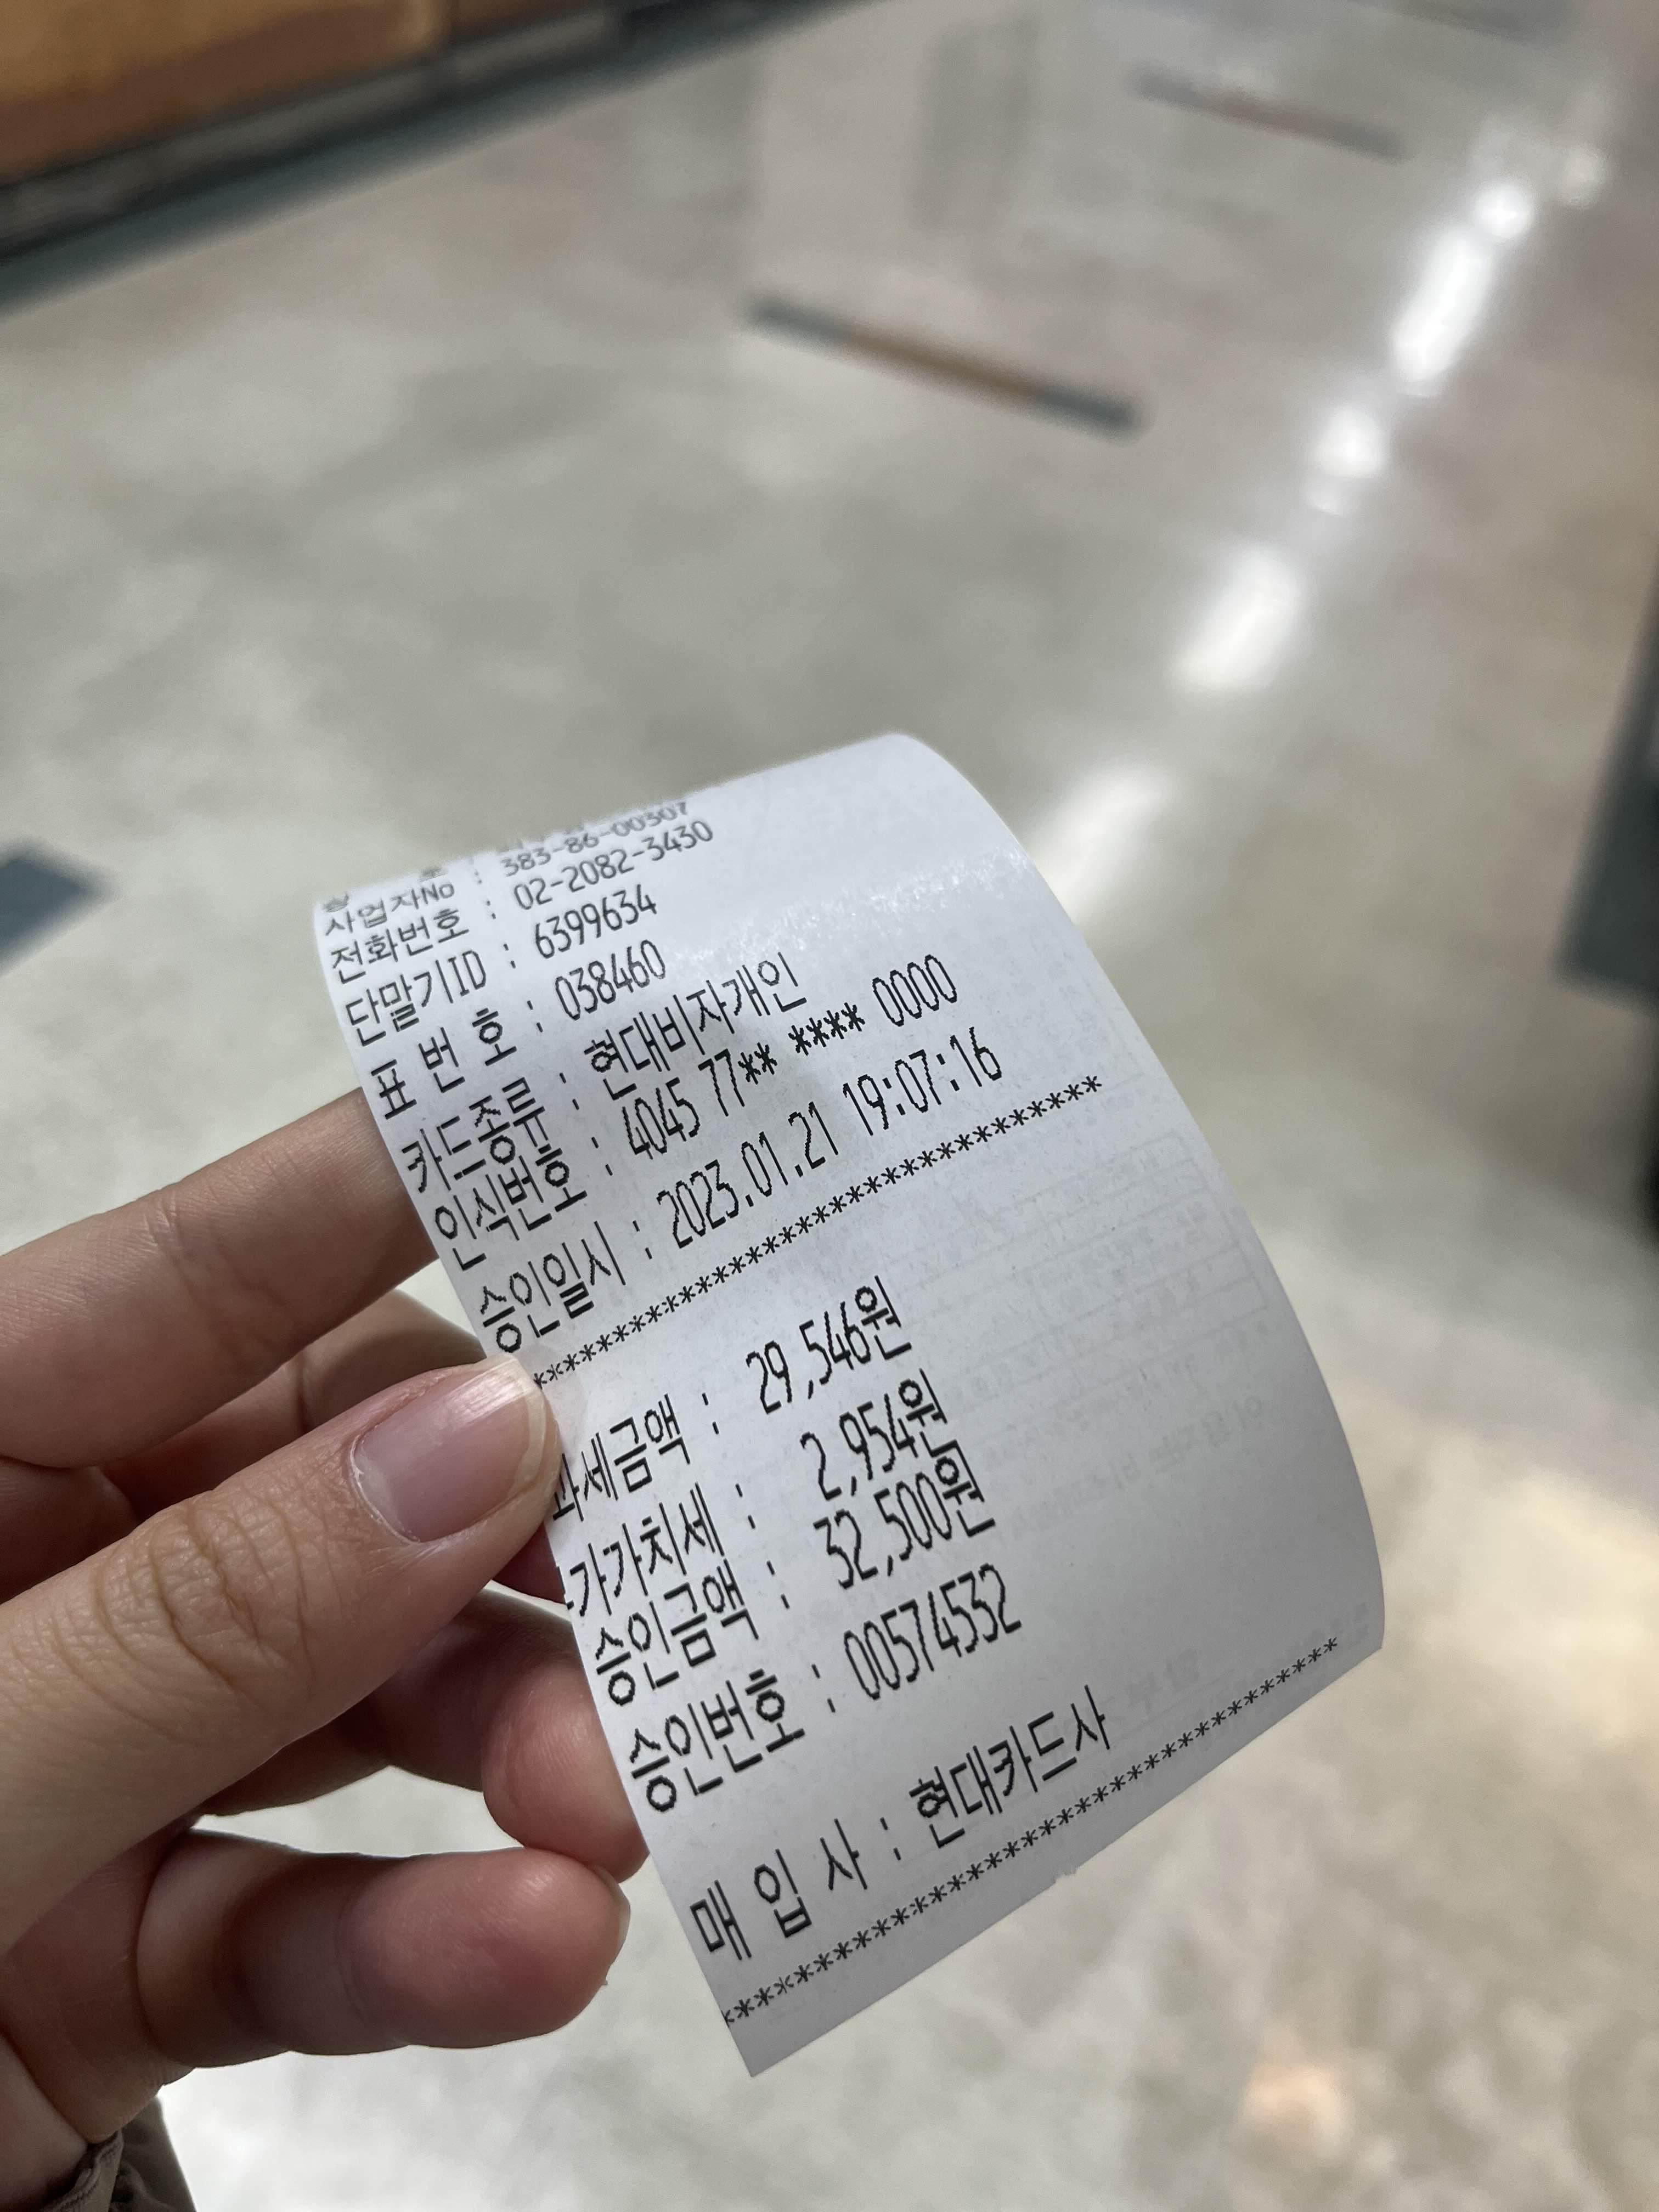 사업자No : 383-86-00307
전화번호 : 02-2082-3430
단말기ID : 6399634
표 번 호 : 038460
카드종류 : 현대비자개인
인식번호 : 4045 77** **** 0000
승인일시 : 2023.01.21 19:07:16
**********************************
과세금액 : 29,546원
가가치세 : 2,954원
승인금액 : 32,500원
승인번호 : 00574532
매 입 사 : 현대카드사
**********************************